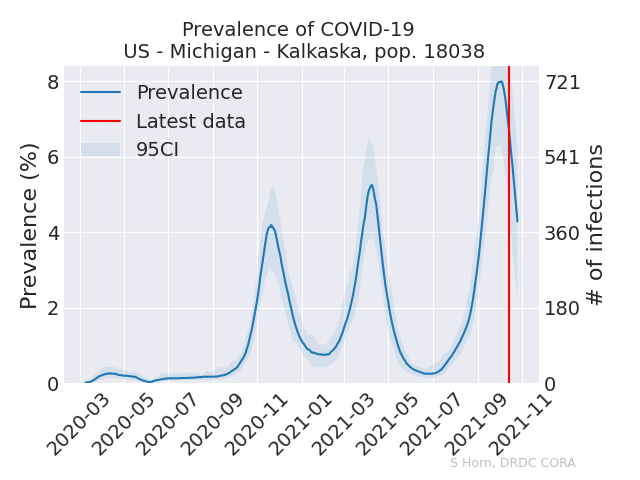 Prevalence of COVID-19
US - Michigan - Kalkaska, pop. 18038
Prevalence
Latest data
95CI
Prevalence (%)
8
6
4
2
0
# of infections
721
541
360
180
0
2020-03
2020-05
2020-07
2020-09
2020-11
2021-01
2021-03
2021-05
2021-07
2021-09
2021-11
S Horn, DRDC CORA